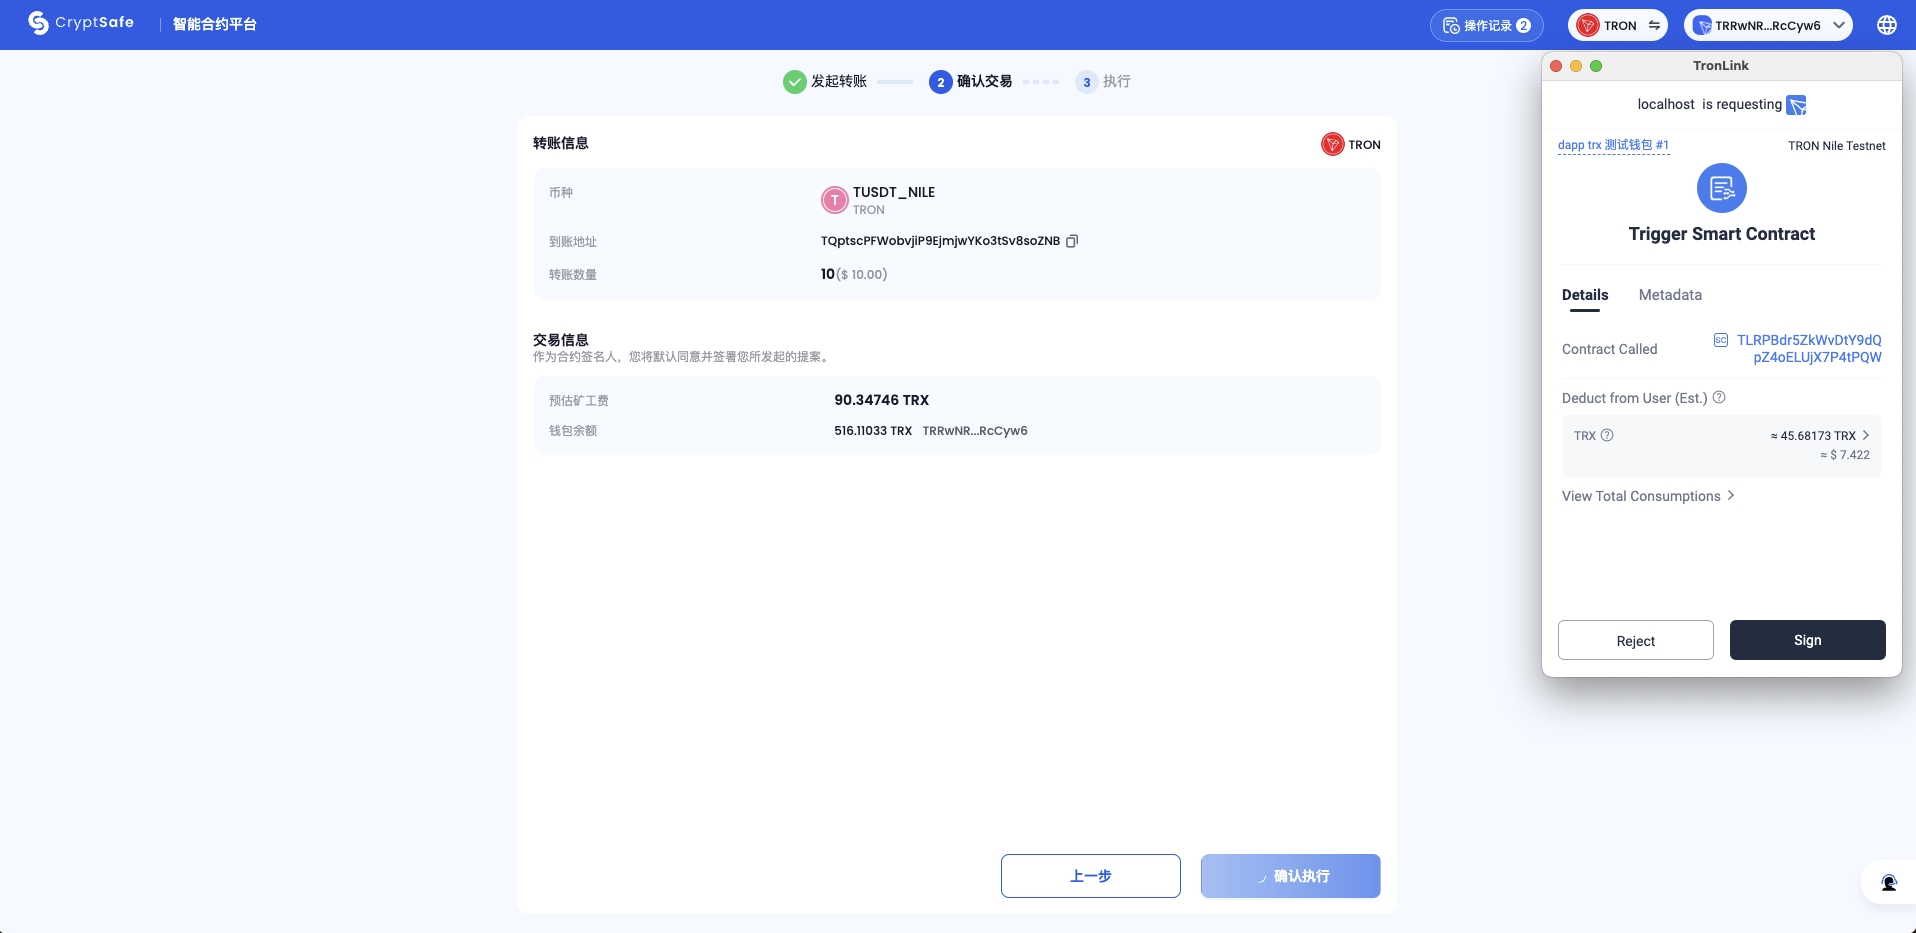 CryptSafe
智能合约平台
操作记录 2
TRON
TRRwNR...RcCyw6
发起转账
2 确认交易
3 执行
转账信息
TRON
币种
T TUSDT_NILE
TRON
到账地址
TQptscPFWobvjiP9EjmjwYKo3tSv8soZNB
转账数量
10($ 10.00)
交易信息
作为合约签名人，您将默认同意并签署您所发起的提案。
预估矿工费
90.34746 TRX
钱包余额
516.11033 TRX TRRwNR...RcCyw6
上一步
确认执行
TronLink
localhost is requesting
dapp trx 测试钱包 #1
TRON Nile Testnet
Trigger Smart Contract
Details
Metadata
Contract Called
SC TLRPBdr5ZkWvDtY9dQ
pZ4oELUjX7P4tPQW
Deduct from User (Est.) ?
TRX ?
≈ 45.68173 TRX >
≈ $ 7.422
View Total Consumptions >
Reject
Sign